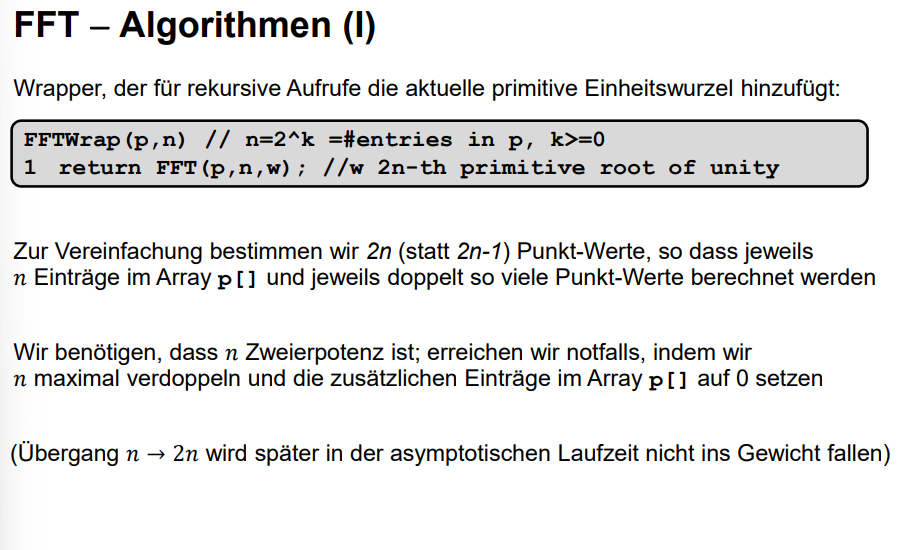 FFT – Algorithmen (I)
Wrapper, der für rekursive Aufrufe die aktuelle primitive Einheitswurzel hinzufügt:
FFTWrap(p,n) // n=2^k =#entries in p, k>=0
1 return FFT(p,n,w); //w 2n-th primitive root of unity
Zur Vereinfachung bestimmen wir 2n (statt 2n-1) Punkt-Werte, so dass jeweils
n Einträge im Array p[] und jeweils doppelt so viele Punkt-Werte berechnet werden
Wir benötigen, dass n Zweierpotenz ist; erreichen wir notfalls, indem wir
n maximal verdoppeln und die zusätzlichen Einträge im Array p[] auf 0 setzen
(Übergang n → 2n wird später in der asymptotischen Laufzeit nicht ins Gewicht fallen)